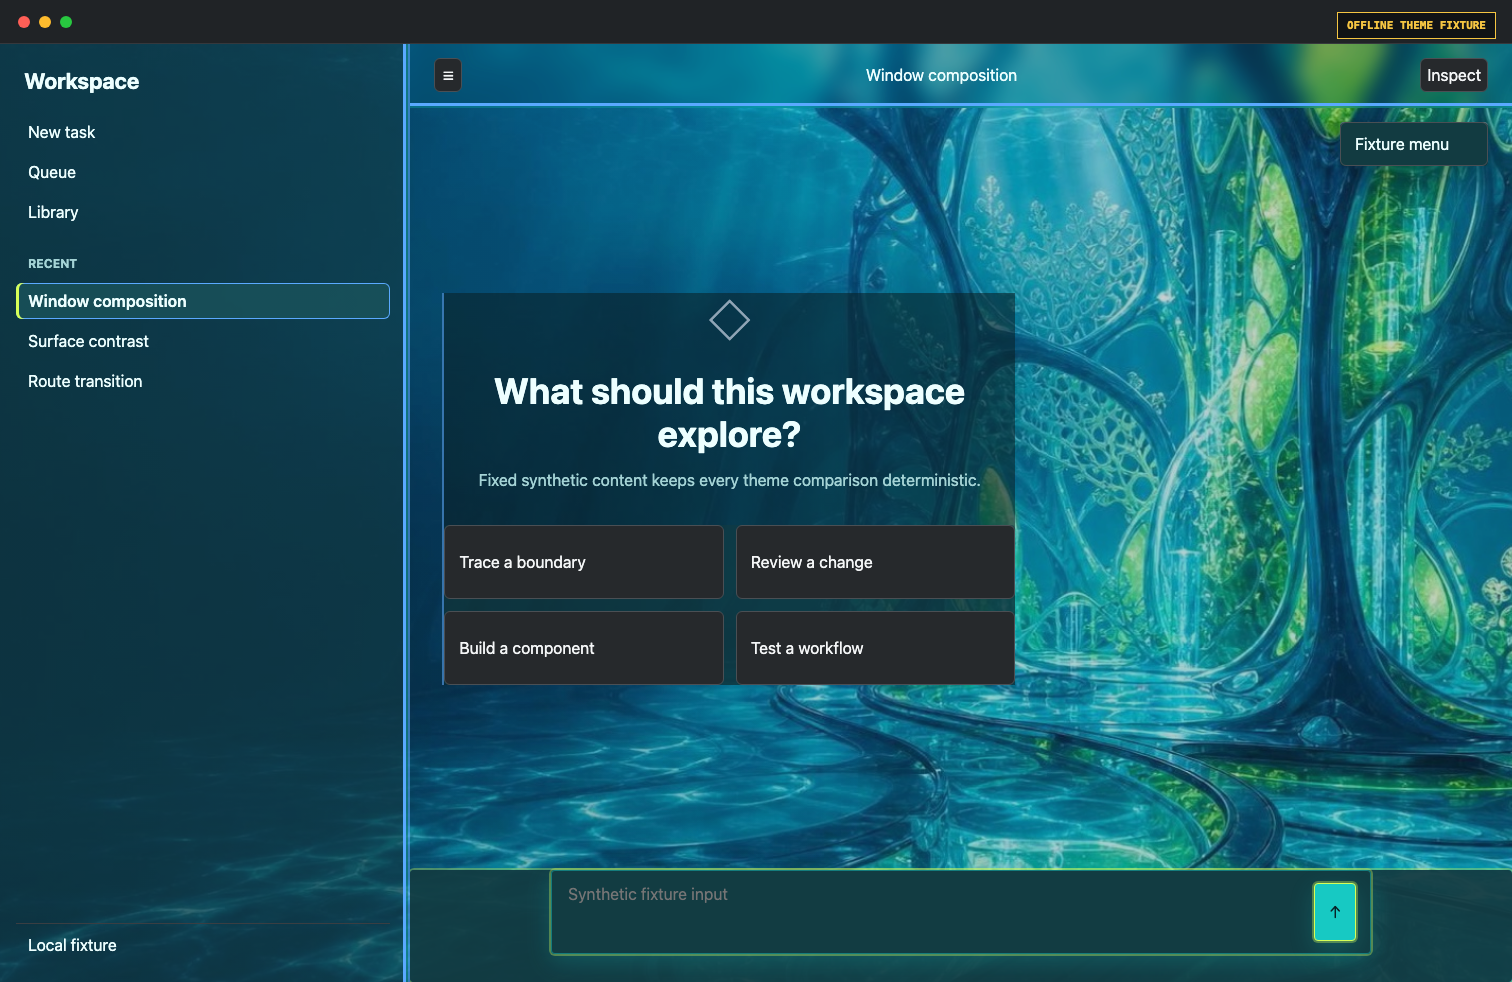 OFFLINE THEME FIXTURE
Workspace
New task
Queue
Library
RECENT
Window composition
Surface contrast
Route transition
Local fixture
Window composition
Inspect
Fixture menu
What should this workspace
explore?
Fixed synthetic content keeps every theme comparison deterministic.
Trace a boundary
Review a change
Build a component
Test a workflow
Synthetic fixture input